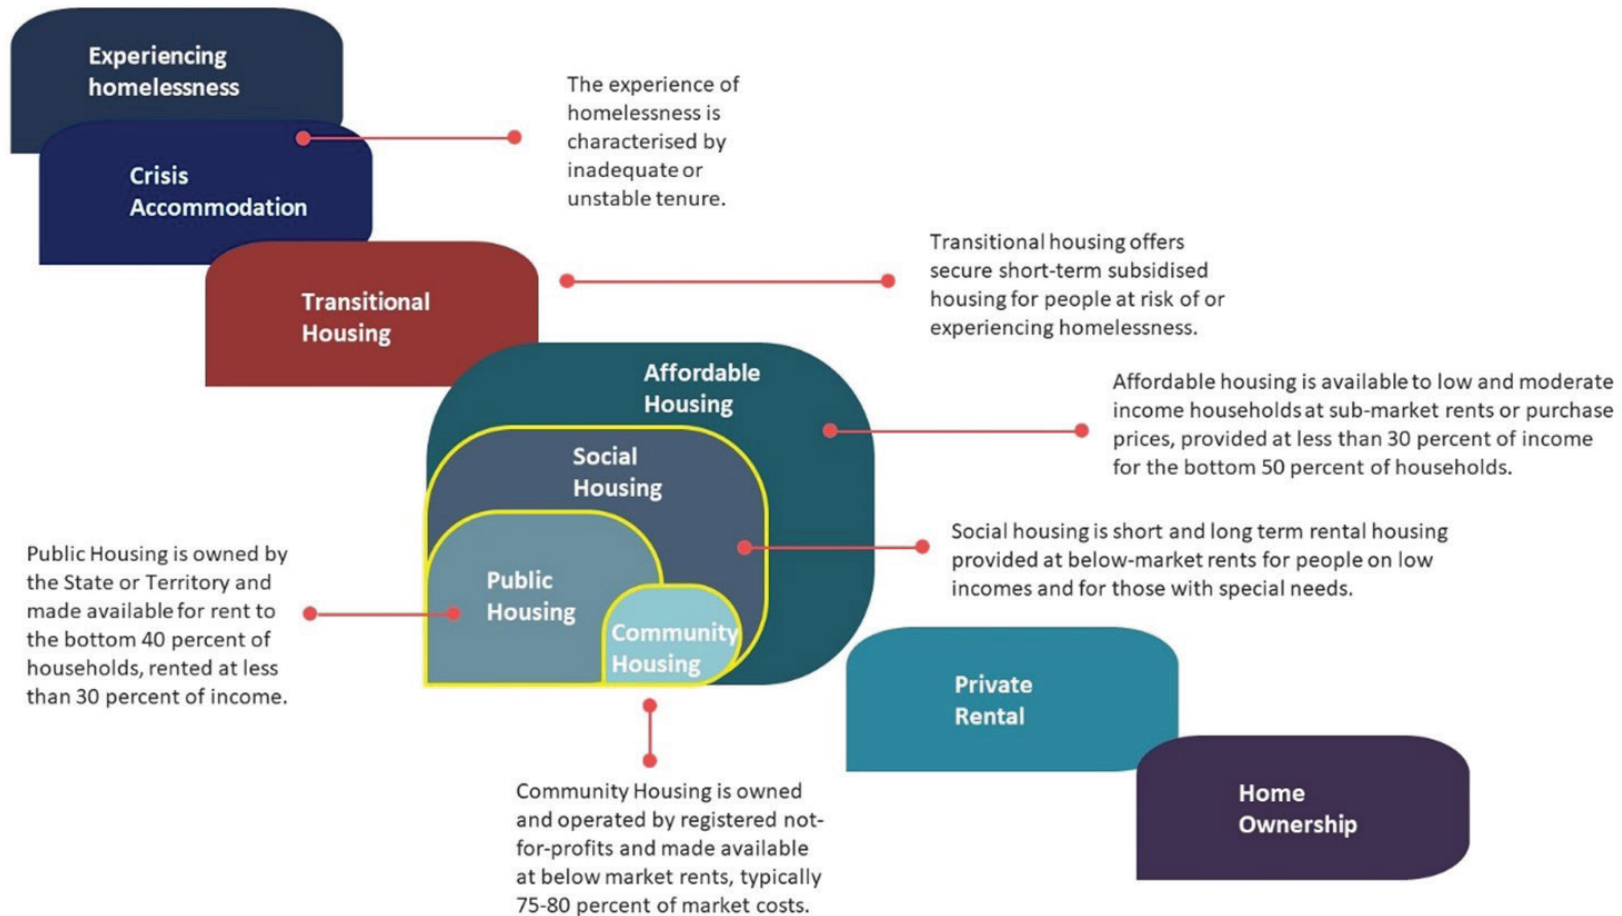 Experiencing
homelessness
The experience of
homelessness is
characterised by
inadequate or
unstable tenure.
Crisis
Accommodation
Transitional housing offers
secure short-term subsidised
housing for people at risk of or
experiencing homelessness.
Transitional
Housing
Affordable
Housing
Affordable housing is available to low and moderate
income households at sub-market rents or purchase
prices, provided at less than 30 percent of income
for the bottom 50 percent of households.
Social
Housing
Social housing is short and long term rental housing
provided at below-market rents for people on low
incomes and for those with special needs.
Public Housing is owned by
the State or Territory and
made available for rent to
the bottom 40 percent of
households, rented at less
than 30 percent of income.
Public
Housing
Community
Housing
Private
Rental
Community Housing is owned
and operated by registered not-
for-profits and made available
at below market rents, typically
75-80 percent of market costs.
Home
Ownership